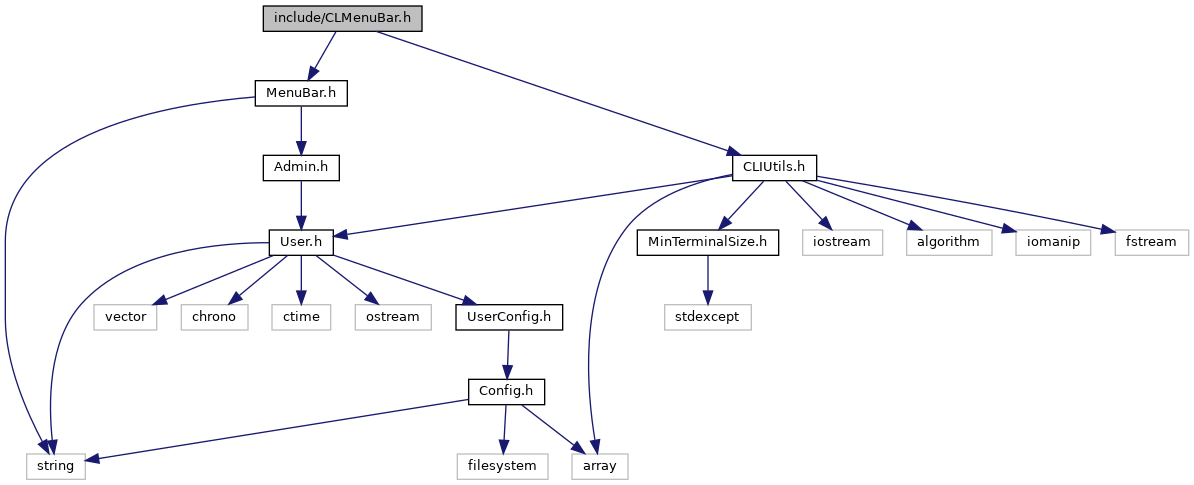 include/CLMenuBar.h
MenuBar.h
Admin.h
CLIUtils.h
User.h
MinTerminalSize.h
iostream
algorithm
iomanip
fstream
vector
chrono
ctime
ostream
UserConfig.h
stdexcept
Config.h
string
filesystem
array